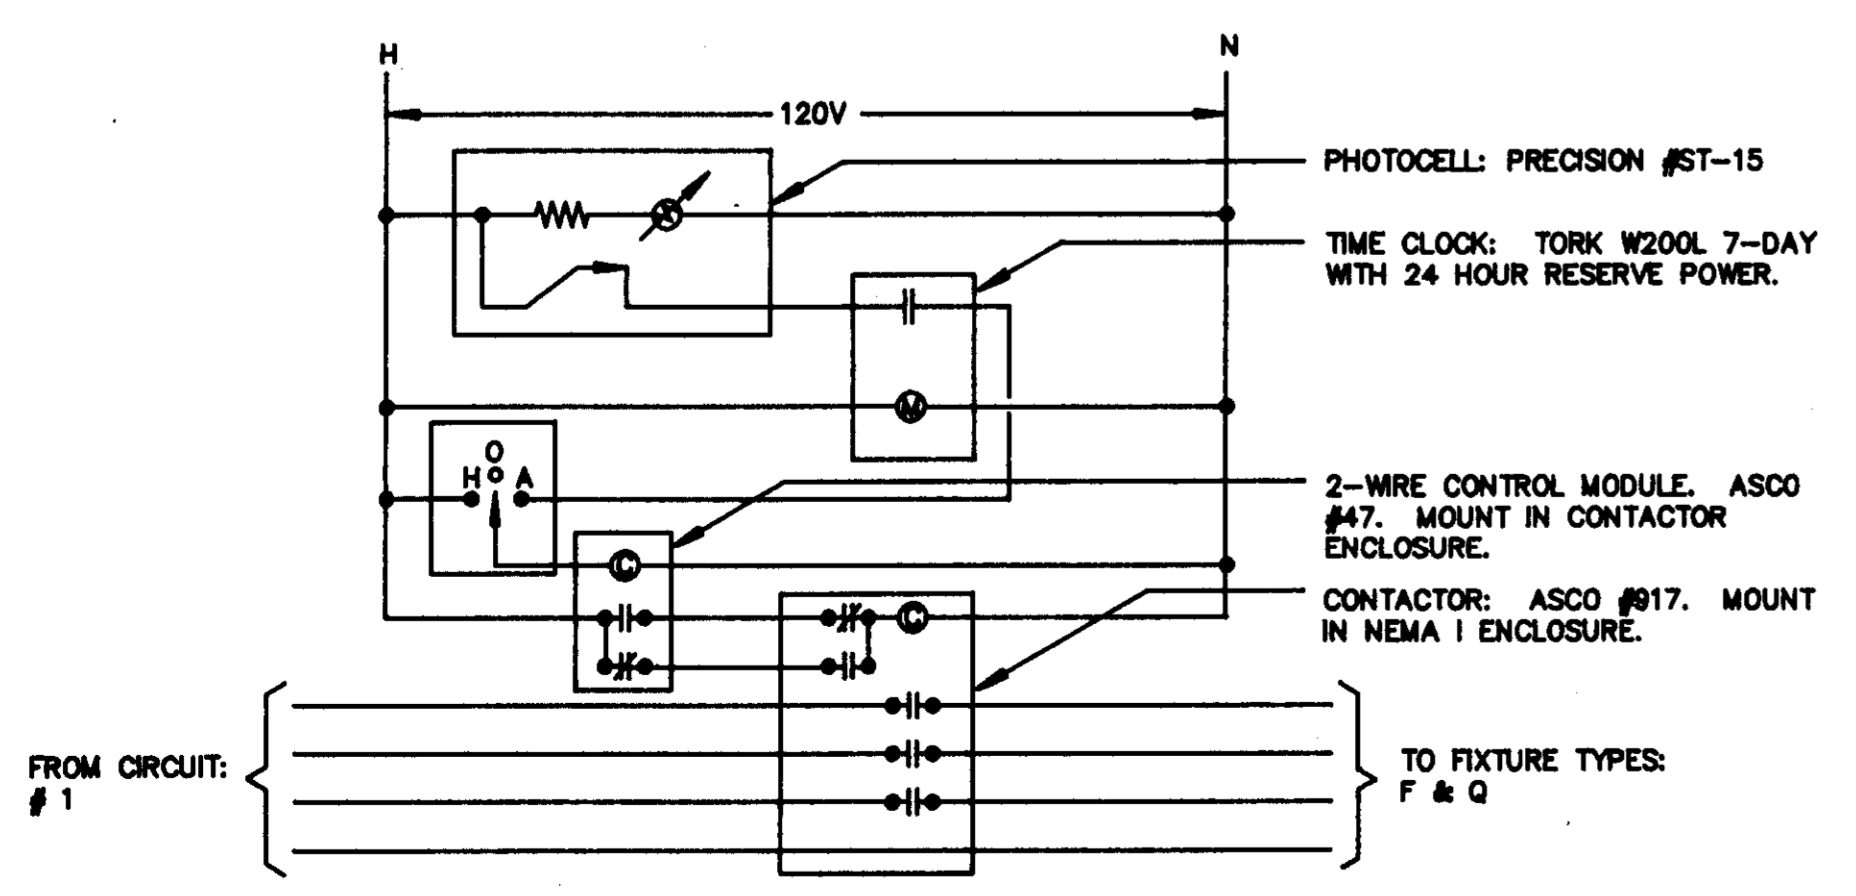 H
N
120V
PHOTOCELL: PRECISION #ST-15
TIME CLOCK: TORK W200L 7-DAY
WITH 24 HOUR RESERVE POWER.
M
O
H A
2-WIRE CONTROL MODULE. ASCO
#47. MOUNT IN CONTACTOR
ENCLOSURE.
C
CONTACTOR: ASCO #917. MOUNT
IN NEMA I ENCLOSURE.
C
FROM CIRCUIT:
# 1
TO FIXTURE TYPES:
F & Q